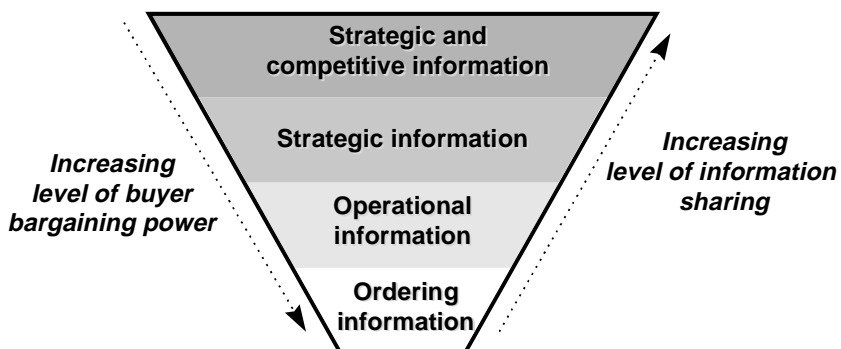 Strategic and
competitive information
Strategic information
Increasing
level of buyer
bargaining power
Increasing
level of information
sharing
Operational
information
Ordering
information